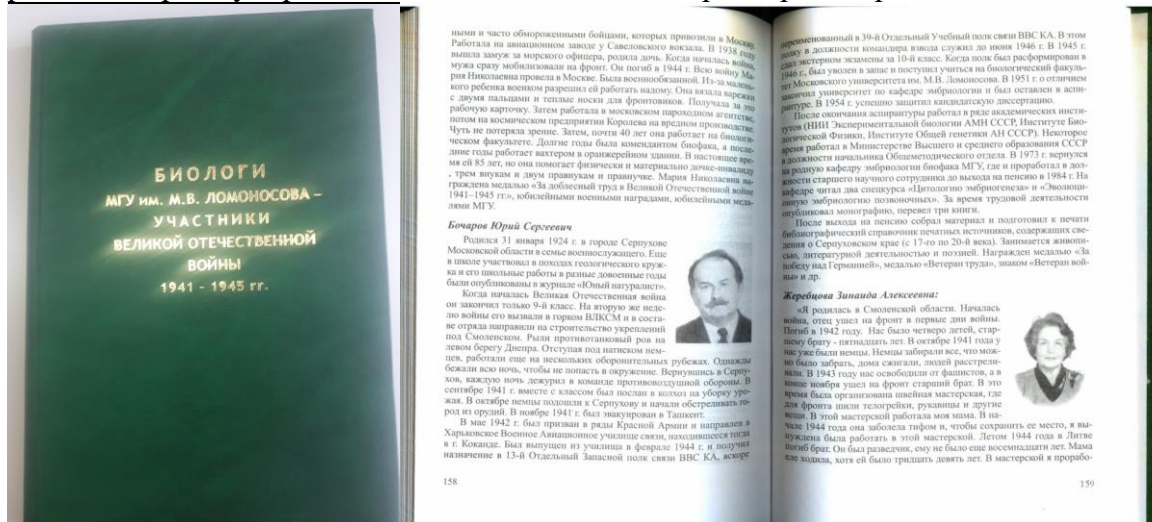 БИОЛОГИ
МГУ им. М.В. ЛОМОНОСОВА –
УЧАСТНИКИ
ВЕЛИКОЙ ОТЕЧЕСТВЕННОЙ
ВОЙНЫ
1941 - 1945 гг.
ными и часто обмороженными бойцами, которых привозили в Москву.
Работала на авиационном заводе у Савеловского вокзала. В 1938 году
вышла замуж за морского офицера, родила дочь. Когда началась война,
мужа сразу мобилизовали на фронт. Он погиб в 1944 г. Всю войну Ма-
рия Николаевна провела в Москве. Была военнообязанной. Из-за малень-
кого ребенка военком разрешил ей работать надому. Она вязала варежки
с двумя пальцами и теплые носки для фронтовиков. Получала за это
рабочую карточку. Затем работала в московском пароходном агентстве,
потом на космическом предприятии Королева на вредном производстве.
Чуть не потеряла зрение. Затем, почти 40 лет она работает на биологи-
ческом факультете. Долгие годы была комендантом биофака, а после-
дние годы работает вахтером в оранжерейном здании. В настоящее вре-
мя ей 85 лет, но она помогает физически и материально дочке-инвалиду
, трем внукам и двум правнукам и правнучке. Мария Николаевна на-
граждена медалью «За доблесный труд в Великой Отечественной войне
1941–1945 гг.», юбилейными военными наградами, юбилейными меда-
лями МГУ.
Бочаров Юрий Сергеевич
Родился 31 января 1924 г. в городе Серпухове
Московской области в семье военнослужащего. Еще
в школе участвовал в походах геологического круж-
ка и его школьные работы в разные довоенные годы
были опубликованы в журнале «Юный натуралист».
Когда началась Великая Отечественная война
он закончил только 9-й класс. На вторую же неде-
лю войны его вызвали в горком ВЛКСМ и в соста-
ве отряда направили на строительство укреплений
под Смоленском. Рыли противотанковый ров на
левом берегу Днепра. Отступая под натиском нем-
цев, работали еще на нескольких оборонительных рубежах. Однажды
бежали всю ночь, чтобы не попасть в окружение. Вернувшись в Серпу-
хов, каждую ночь дежурил в команде противовоздушной обороны. В
сентябре 1941 г. вместе с классом был послан в колхоз на уборку уро-
жая. В октябре немцы подошли к Серпухову и начали обстреливать го-
род из орудий. В ноябре 1941 г. был эвакуирован в Ташкент.
В мае 1942 г. был призван в ряды Красной Армии и направлен в
Харьковское Военное Авиационное училище связи, находившееся тогда
в г. Коканде. Был выпущен из училища в феврале 1944 г. и получил
назначение в 13-й Отдельный Запасной полк связи ВВС КА, вскоре
158
переименованный в 39-й Отдельный Учебный полк связи ВВС КА. В этом
полку в должности командира взвода служил до июня 1946 г. В 1945 г.
сдал экстерном экзамены за 10-й класс. Когда полк был расформирован в
1946 г., был уволен в запас и поступил учиться на биологический факуль-
тет Московского университета им. М.В. Ломоносова. В 1951 г. с отличием
закончил университет по кафедре эмбриологии и был оставлен в аспи-
рантуре. В 1954 г. успешно защитил кандидатскую диссертацию.
После окончания аспирантуры работал в ряде академических инсти-
тутов (НИИ Экспериментальной биологии АМН СССР, Институте Био-
логической Физики, Институте Общей генетики АН СССР). Некоторое
время работал в Министерстве Высшего и среднего образования СССР
в должности начальника Общеметодического отдела. В 1973 г. вернулся
на родную кафедру эмбриологии биофака МГУ, где и проработал в дол-
жности старшего научного сотрудника до выхода на пенсию в 1984 г. На
кафедре читал два спецкурса «Цитологию эмбриогенеза» и «Эволюци-
онную эмбриологию позвоночных». За время трудовой деятельности
опубликовал монографию, перевел три книги.
После выхода на пенсию собрал материал и подготовил к печати
библиографический справочник печатных источников, содержащих све-
дения о Серпуховском крае (с 17-го по 20-й века). Занимается живопи-
сью, литературной деятельностью и поэзией. Награжден медалью «За
победу над Германией», медалью «Ветеран труда», знаком «Ветеран вой-
ны» и др.
Жеребцова Зинаида Алексеевна:
«Я родилась в Смоленской области. Началась
война, отец ушел на фронт в первые дни войны.
Погиб в 1942 году. Нас было четверо детей, стар-
шему брату - пятнадцать лет. В октябре 1941 года у
нас уже были немцы. Немцы забирали все, что мож-
но было забрать, дома сжигали, людей расстрели-
вали. В 1943 году нас освободили от фашистов, а в
конце ноября ушел на фронт старший брат. В это
время была организована швейная мастерская, где
для фронта шили телогрейки, рукавицы и другие
вещи. В этой мастерской работала моя мама. В на-
чале 1944 года она заболела тифом и, чтобы сохранить ее место, я вы-
нуждена была работать в этой мастерской. Летом 1944 года в Литве
погиб брат. Он был разведчик, ему не было еще восемнадцати лет. Мама
еле ходила, хотя ей было тридцать девять лет. В мастерской я прорабо-
159